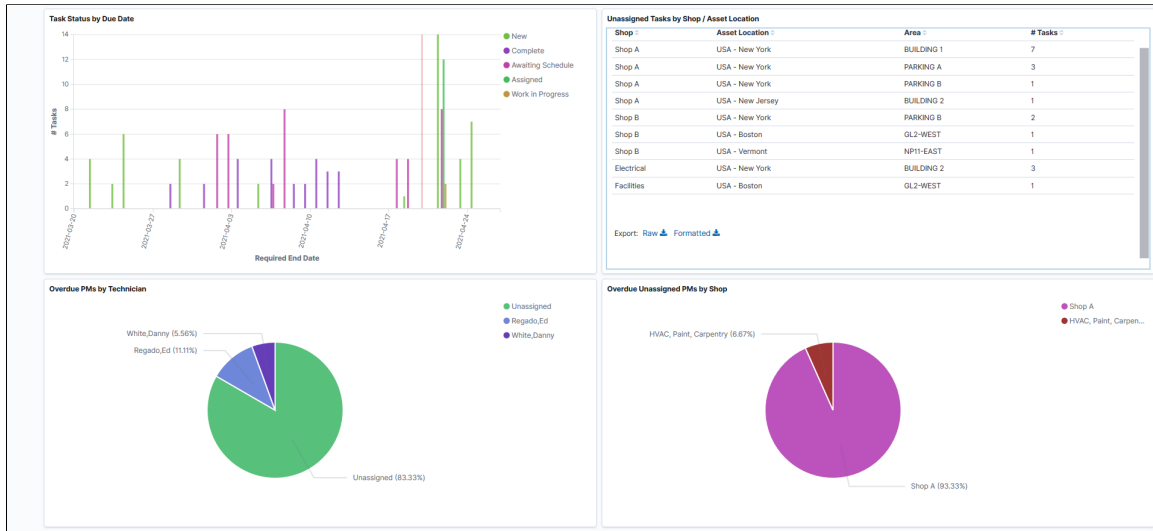 Task Status by Due Date
14
12
10
8
6
4
2
0
# Tasks
2021-03-20
2021-03-27
2021-04-03
2021-04-10
2021-04-17
2021-04-24
Required End Date
New
Complete
Awaiting Schedule
Assigned
Work in Progress
Unassigned Tasks by Shop / Asset Location
Shop Asset Location Area # Tasks
Shop A USA - New York BUILDING 1 7
Shop A USA - New York PARKING A 3
Shop A USA - New York PARKING B 1
Shop A USA - New Jersey BUILDING 2 1
Shop B USA - New York PARKING B 2
Shop B USA - Boston GL2-WEST 1
Shop B USA - Vermont NP11-EAST 1
Electrical USA - New York BUILDING 2 3
Facilities USA - Boston GL2-WEST 1
Export: Raw Formatted
Overdue PMs by Technician
White,Danny (5.56%)
Regado,Ed (11.11%)
Unassigned (83.33%)
Unassigned
Regado,Ed
White,Danny
Overdue Unassigned PMs by Shop
HVAC, Paint, Carpentry (6.67%)
Shop A (93.33%)
Shop A
HVAC, Paint, Carpen...